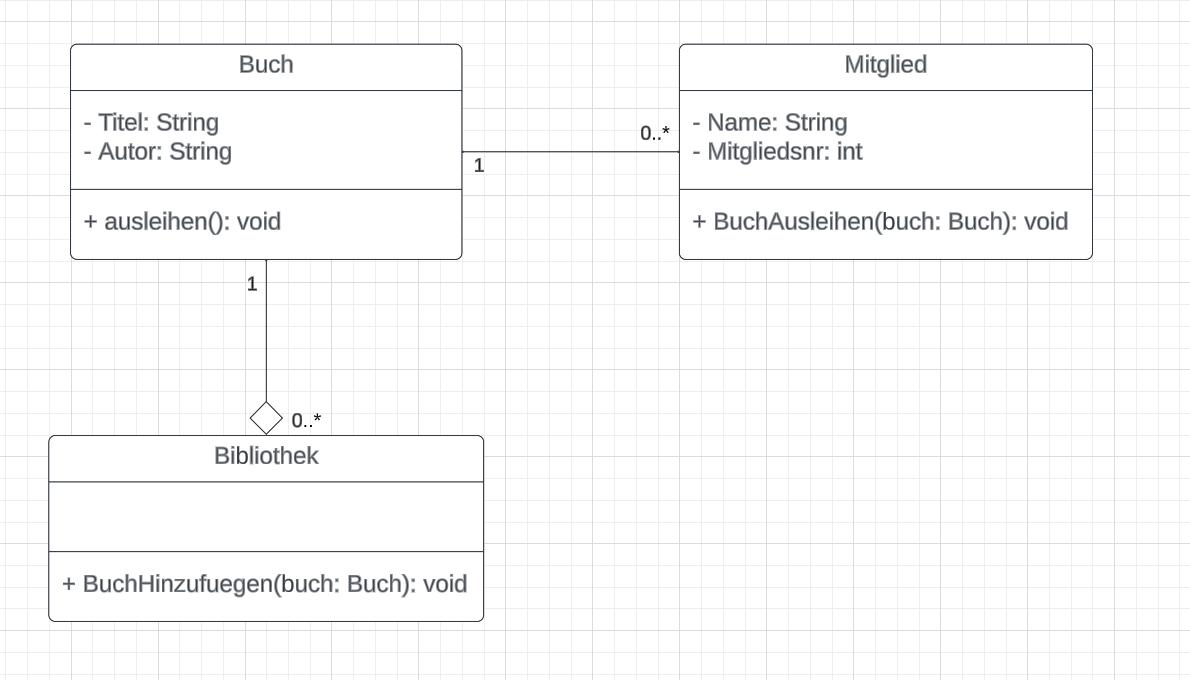 Buch
- Titel: String
- Autor: String
+ ausleihen(): void
1
0..*
Mitglied
- Name: String
- Mitgliedsnr: int
+ BuchAusleihen(buch: Buch): void
1
0..*
Bibliothek
+ BuchHinzufuegen(buch: Buch): void